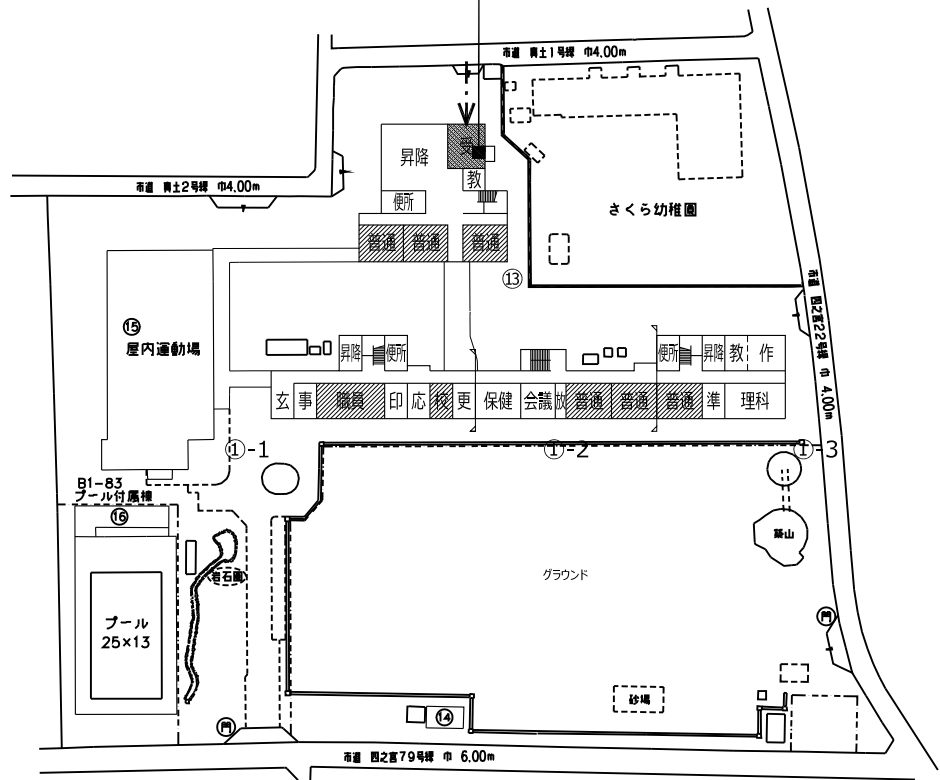 市道 真土1号線 巾4.00m
受
昇降
教
便所
市道 真土2号線 巾4.00m
さくら幼稚園
普通 普通 普通
⑬
市道 四之宮22号線 巾 4.00m
⑮
屋内運動場
昇降 便所 便所 昇降 教 作
玄 事 職員 印 応 校 更 保健 会議 放 普通 普通 普通 準 理科
①-1 ①-2 ①-3
B1-83
プール付属棟
⑯
築山
グラウンド
岩石園
プール
25×13
門
砂場
⑭
門
市道 四之宮79号線 巾 6.00m